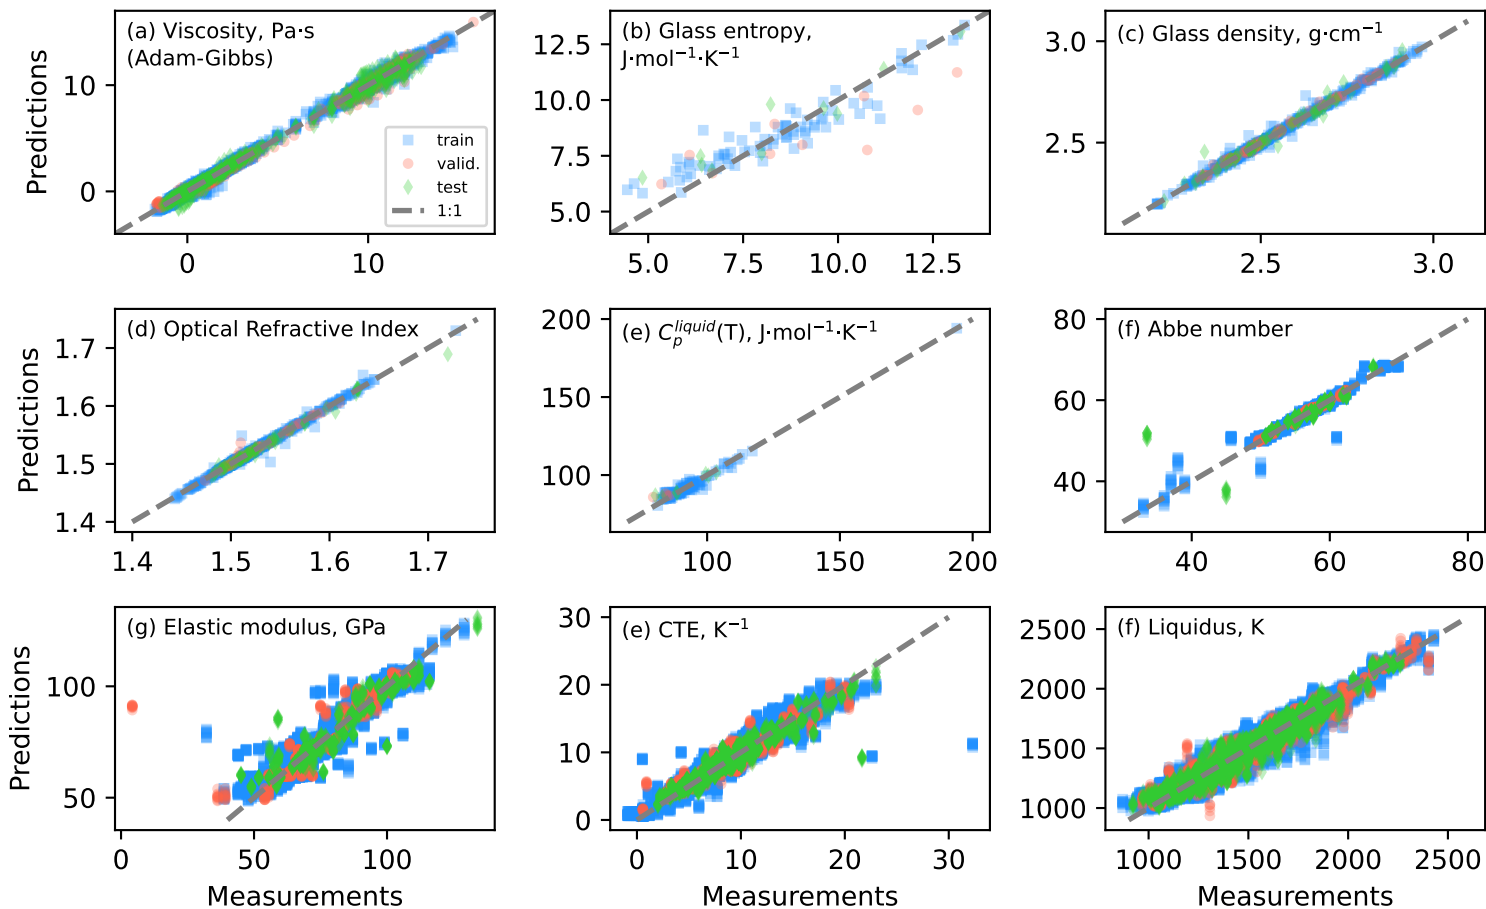 (a) Viscosity, Pa·s
(Adam-Gibbs)
Predictions
10
0
train
valid.
test
1:1
0
10
(b) Glass entropy,
J·mol⁻¹·K⁻¹
12.5
10.0
7.5
5.0
5.0
7.5
10.0
12.5
(c) Glass density, g·cm⁻¹
3.0
2.5
2.5
3.0
(d) Optical Refractive Index
Predictions
1.7
1.6
1.5
1.4
1.4
1.5
1.6
1.7
(e) C_p^{liquid}(T), J·mol⁻¹·K⁻¹
200
150
100
100
150
200
(f) Abbe number
80
60
40
40
60
80
(g) Elastic modulus, GPa
Predictions
100
50
0
50
100
Measurements
(e) CTE, K⁻¹
30
20
10
0
0
10
20
30
Measurements
(f) Liquidus, K
2500
2000
1500
1000
1000
1500
2000
2500
Measurements